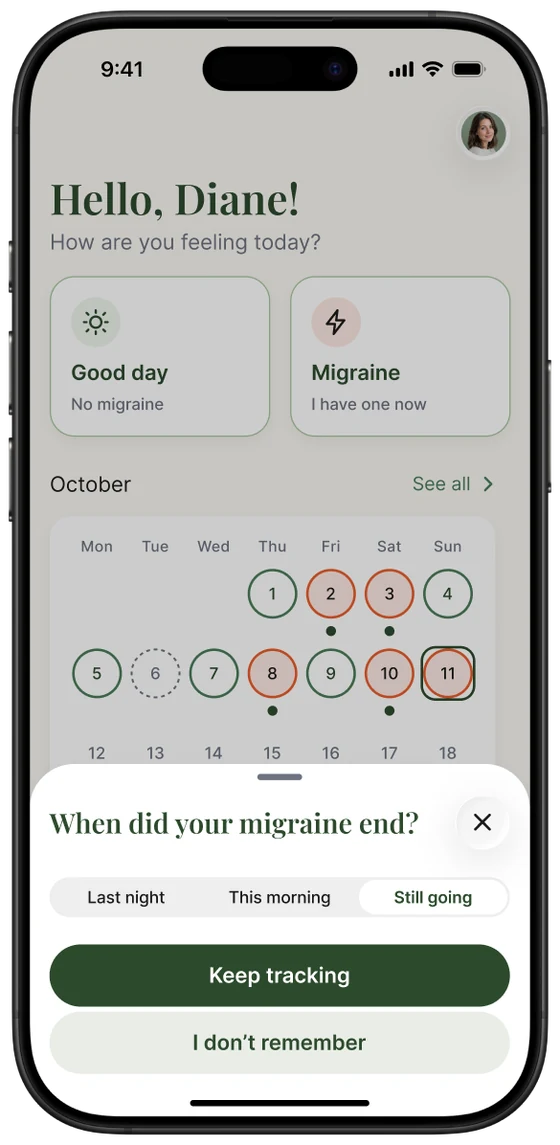 9:41
Hello, Diane!
How are you feeling today?
Good day
No migraine
Migraine
I have one now
October
See all
Mon Tue Wed Thu Fri Sat Sun
1 2 3 4
5 6 7 8 9 10 11
12 13 14 15 16 17 18
When did your migraine end?
Last night This morning Still going
Keep tracking
I don’t remember